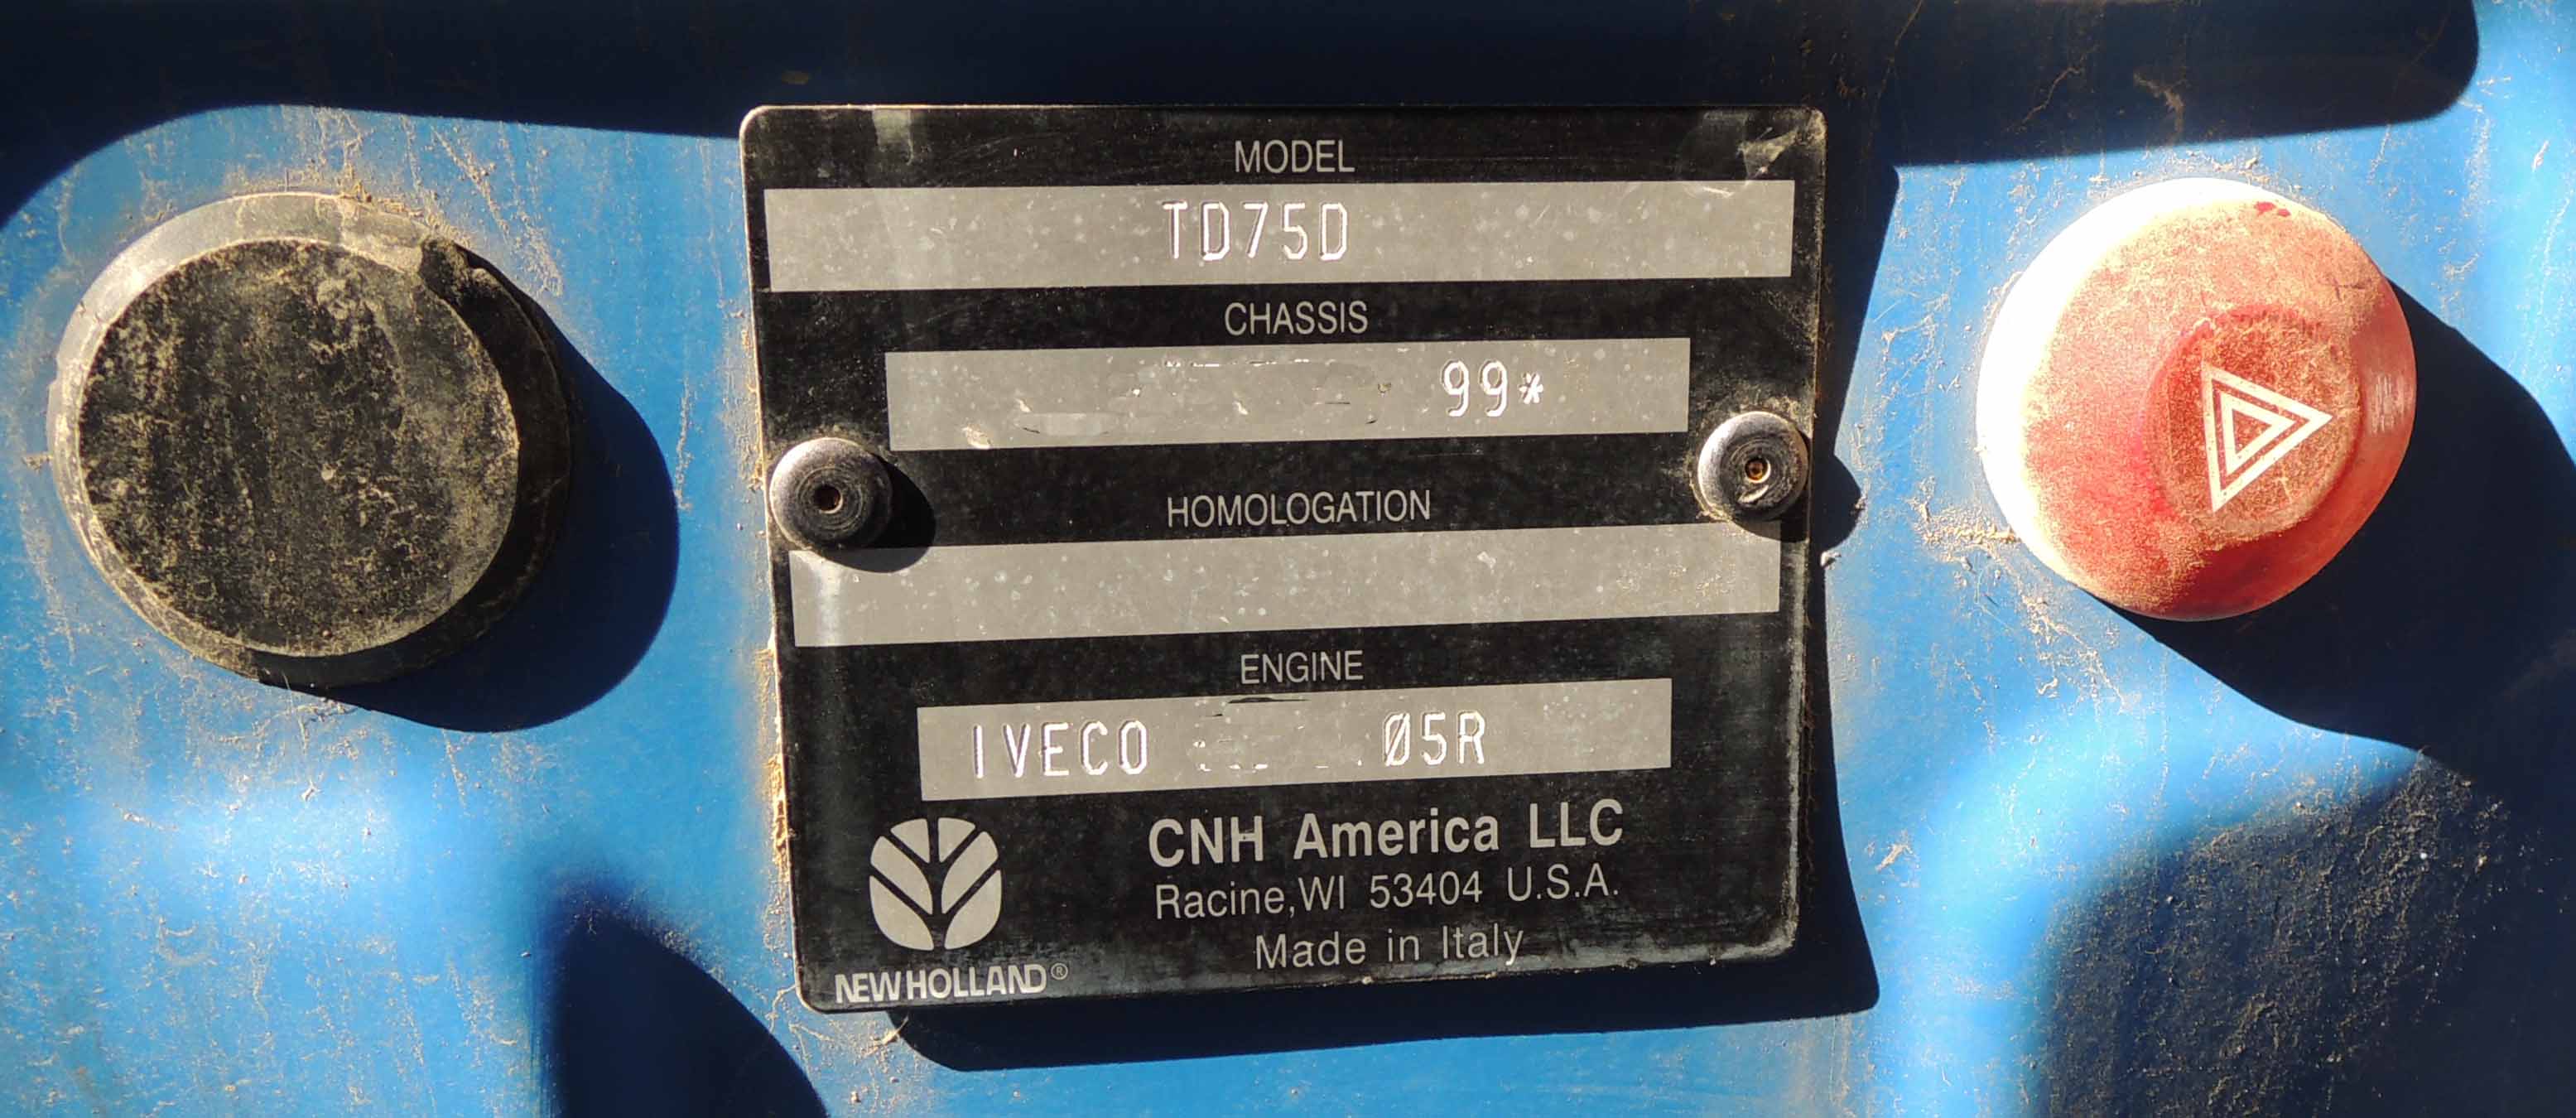 MODEL
TD75D
CHASSIS
99*
HOMOLOGATION
ENGINE
IVECO Ø5R
CNH America LLC
Racine, WI 53404 U.S.A.
Made in Italy
NEW HOLLAND®